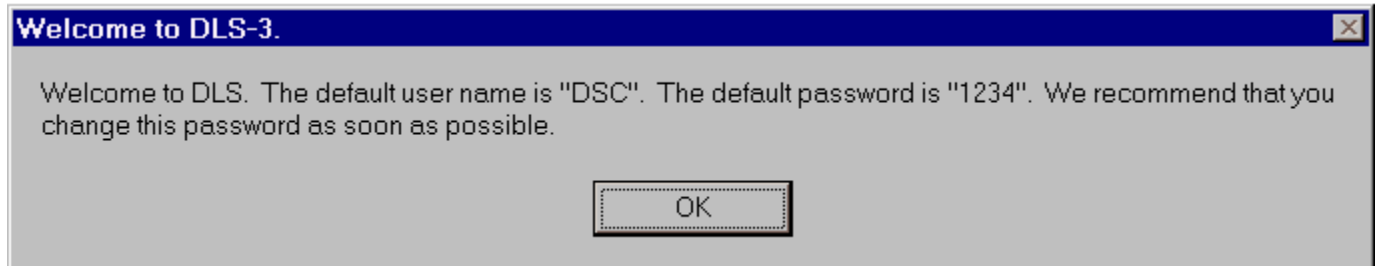 Welcome to DLS-3.
Welcome to DLS.  The default user name is "DSC".  The default password is "1234".  We recommend that you
change this password as soon as possible.
OK